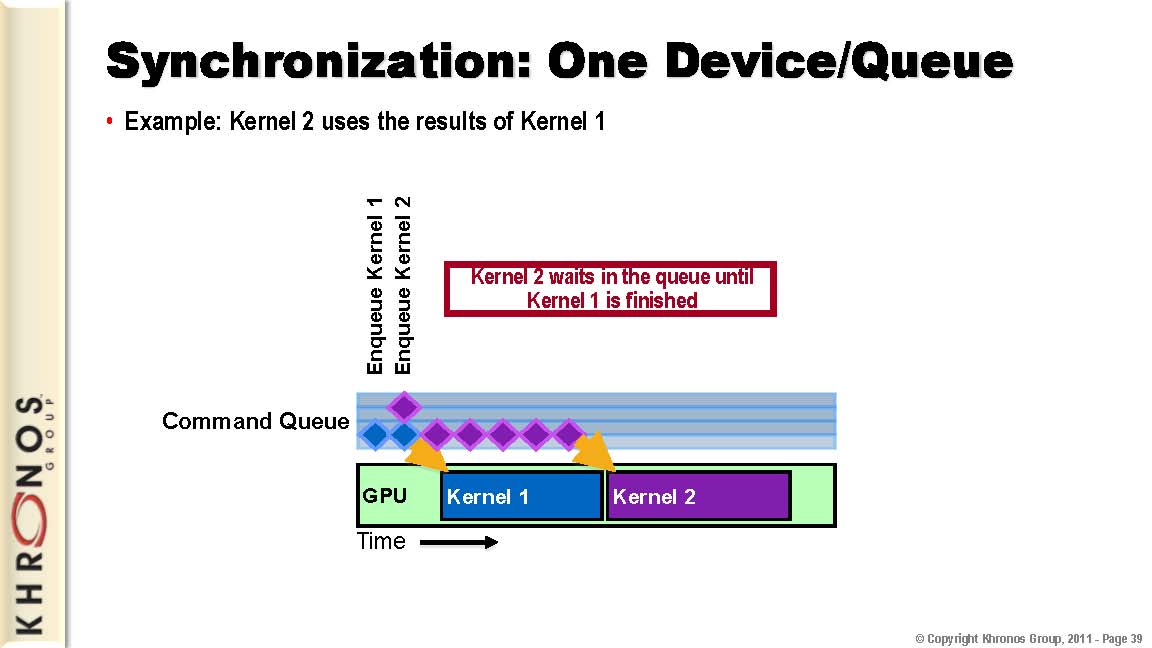 Synchronization: One Device/Queue
• Example: Kernel 2 uses the results of Kernel 1
Enqueue Kernel 1
Enqueue Kernel 2
Kernel 2 waits in the queue until
Kernel 1 is finished
Command Queue
GPU
Kernel 1
Kernel 2
Time
KHRONOS
GROUP
© Copyright Khronos Group, 2011 - Page 39